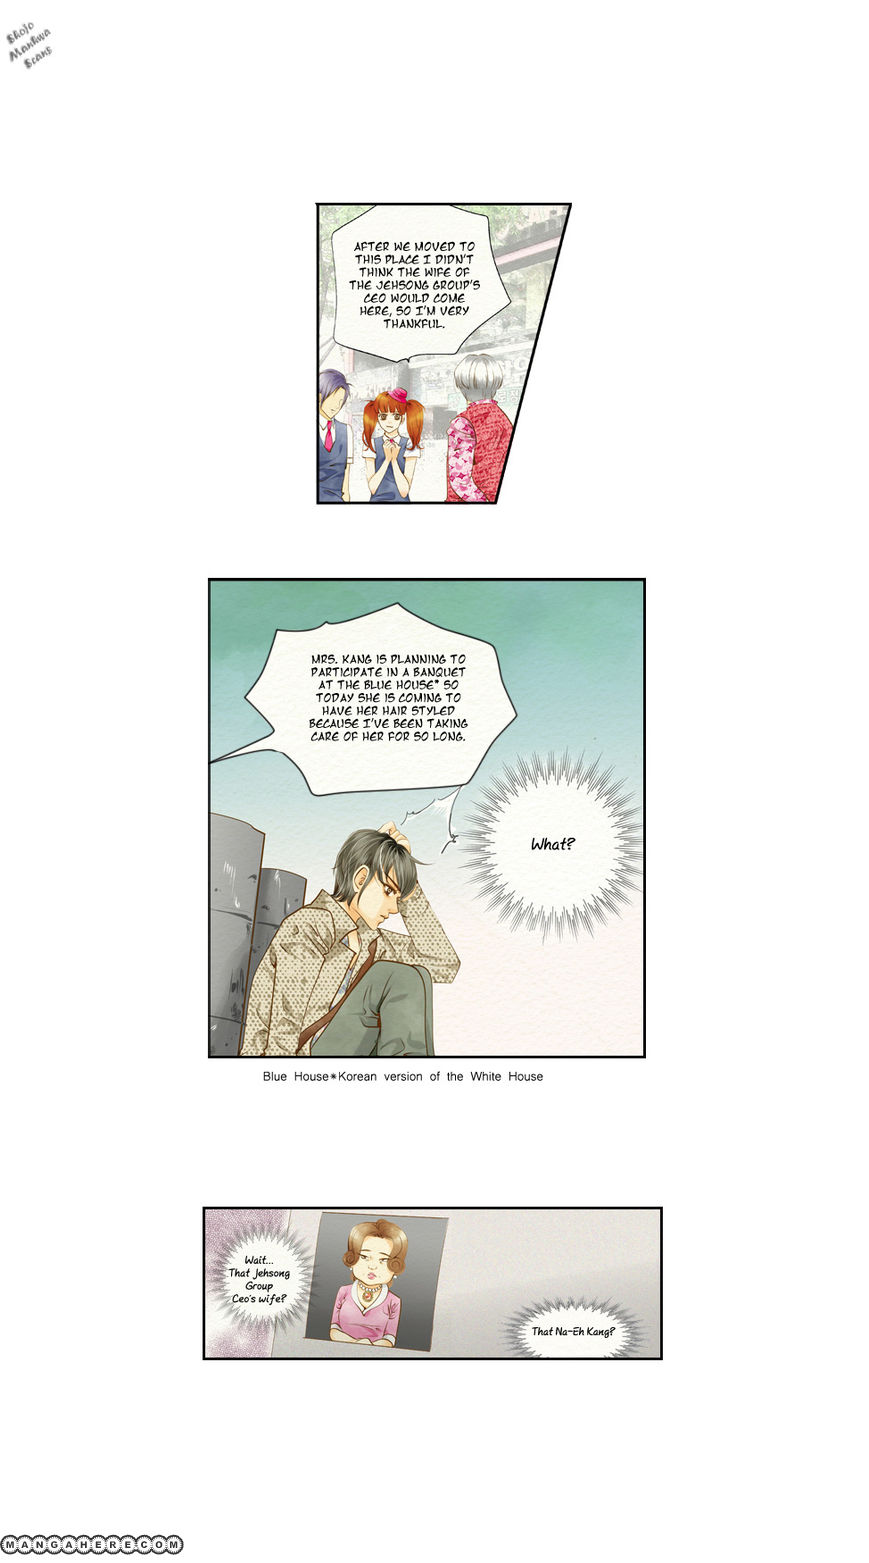 Shojo
Manhwa
Scans
AFTER WE MOVED TO
THIS PLACE I DIDN'T
THINK THE WIFE OF
THE JEHSONG GROUP'S
CEO WOULD COME
HERE, SO I'M VERY
THANKFUL.
MRS. KANG IS PLANNING TO
PARTICIPATE IN A BANQUET
AT THE BLUE HOUSE* SO
TODAY SHE IS COMING TO
HAVE HER HAIR STYLED
BECAUSE I'VE BEEN TAKING
CARE OF HER FOR SO LONG.
What?
Blue House*Korean version of the White House
Wait...
That Jehsong
Group
Ceo's wife?
That Na-Eh Kang?
MANGAHERE.COM